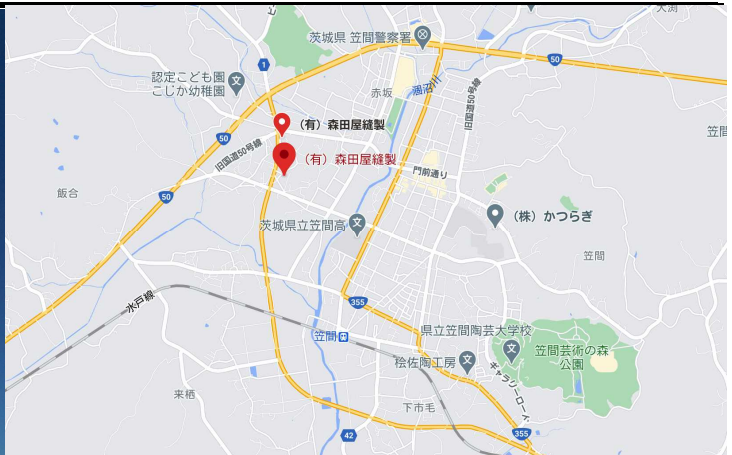 大渕
茨城県 笠間警察署
50
1
認定こども園
こじか幼稚園
赤坂
涸沼川
旧国道50号線
(有)森田屋縫製
笠間
50
旧国道50号線
(有)森田屋縫製
門前通り
飯合
50
茨城県立笠間高
(株)かつらぎ
笠間
水戸線
355
笠間
県立笠間陶芸大学校
笠間芸術の森
公園
桧佐陶工房
ギャラリーロード
来栖
下市毛
42
355